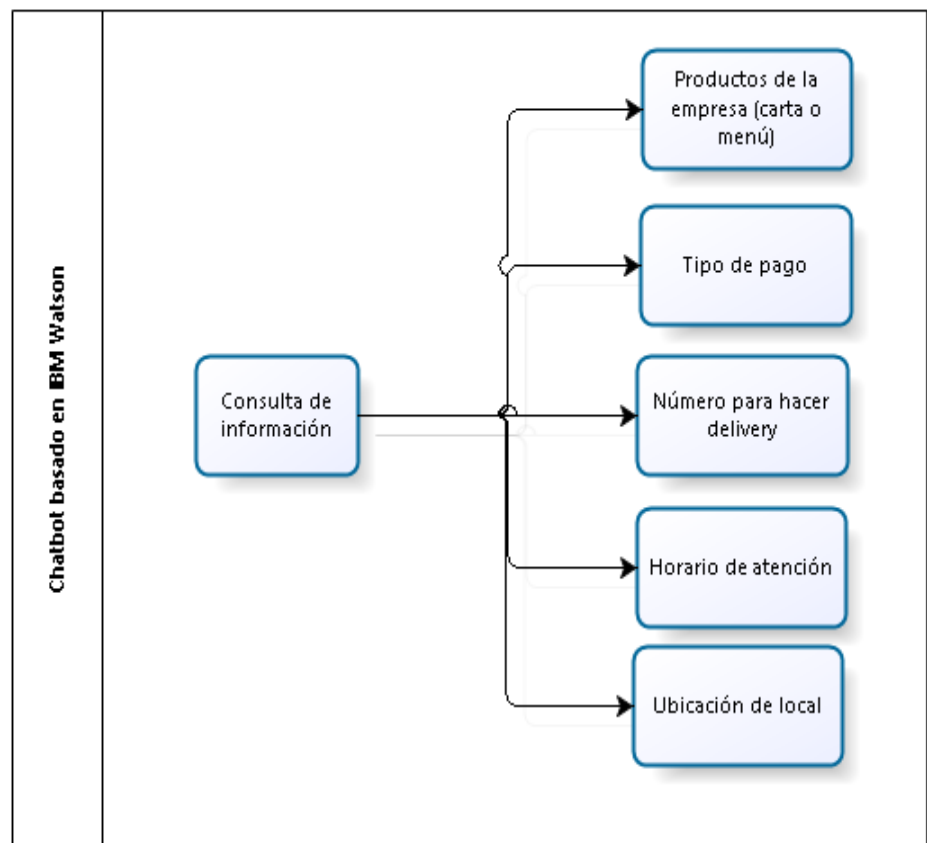 Chatbot basado en IBM Watson
Consulta de
información
Productos de la
empresa (carta o
menú)
Tipo de pago
Número para hacer
delivery
Horario de atención
Ubicación de local